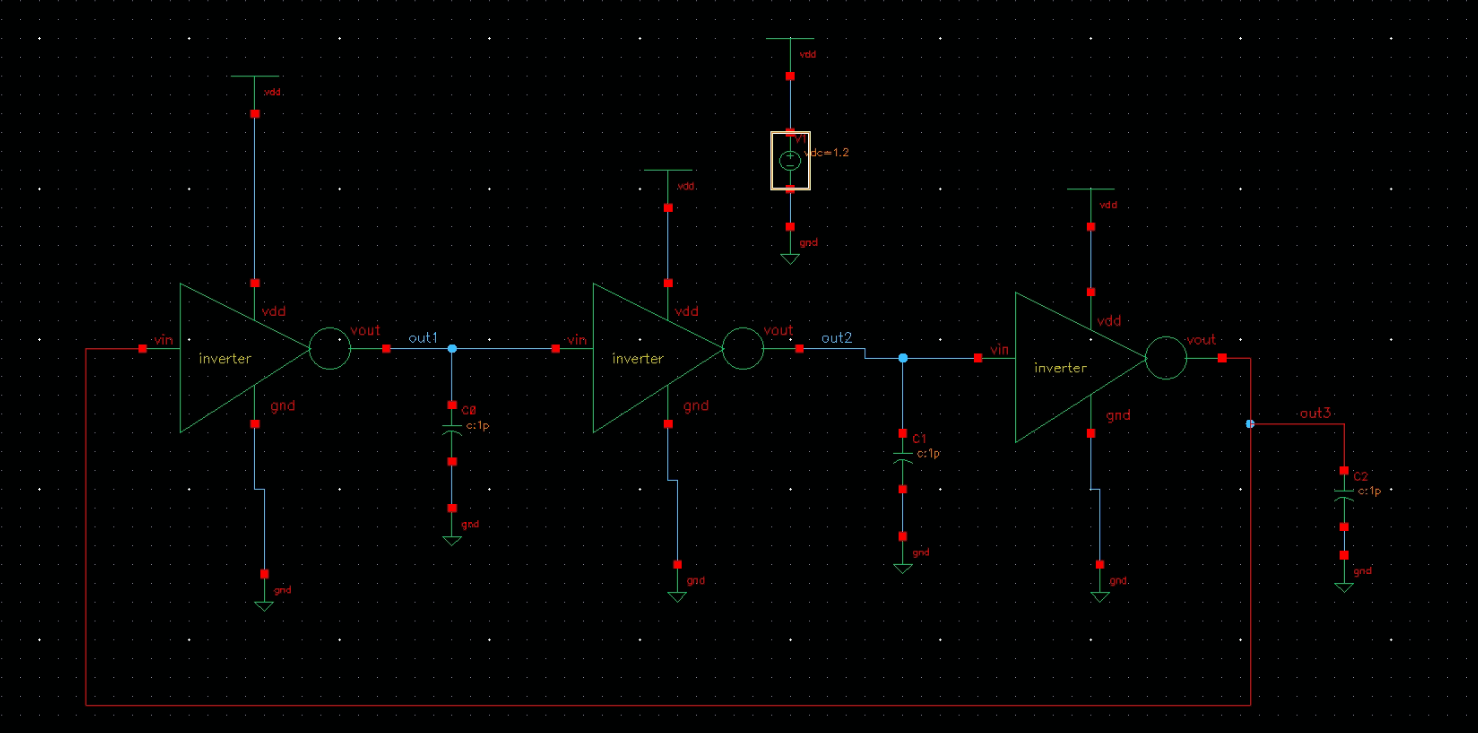 vdd
vdd
V1
vdc=1.2
vdd
vdd
gnd
vdd
vdd
vdd
vin
inverter
vout
out1
vin
inverter
vout
out2
vin
inverter
vout
gnd
gnd
gnd
C0
c:1p
C1
c:1p
out3
C2
c:1p
gnd
gnd
gnd
gnd
gnd
gnd